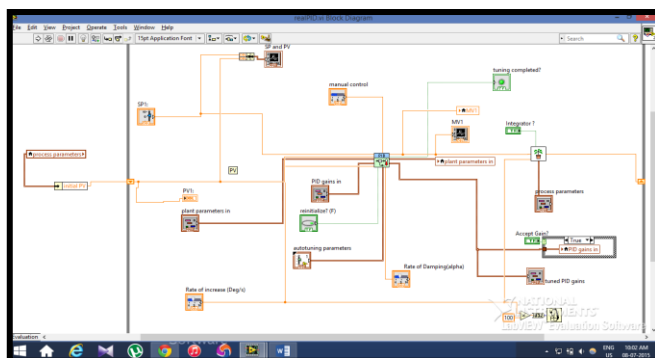 realPID.vi Block Diagram
File Edit View Project Operate Tools Window Help
15pt Application Font
Search
SP and PV
tuning completed?
manual control
SP1:
MV1
MV1
Integrator ?
process parameters
initial PV
PV
plant parameters in
PID gains in
PV1:
plant parameters in
reinitialize? (F)
process parameters
Accept Gain?
True
PID gains in
autotuning parameters
Rate of Damping(alpha)
tuned PID gains
Rate of increase (Deg/s)
100
NATIONAL
INSTRUMENTS
LabVIEW Evaluation Software
Evaluation
Software
ENG
US
10:02 AM
08-07-2015